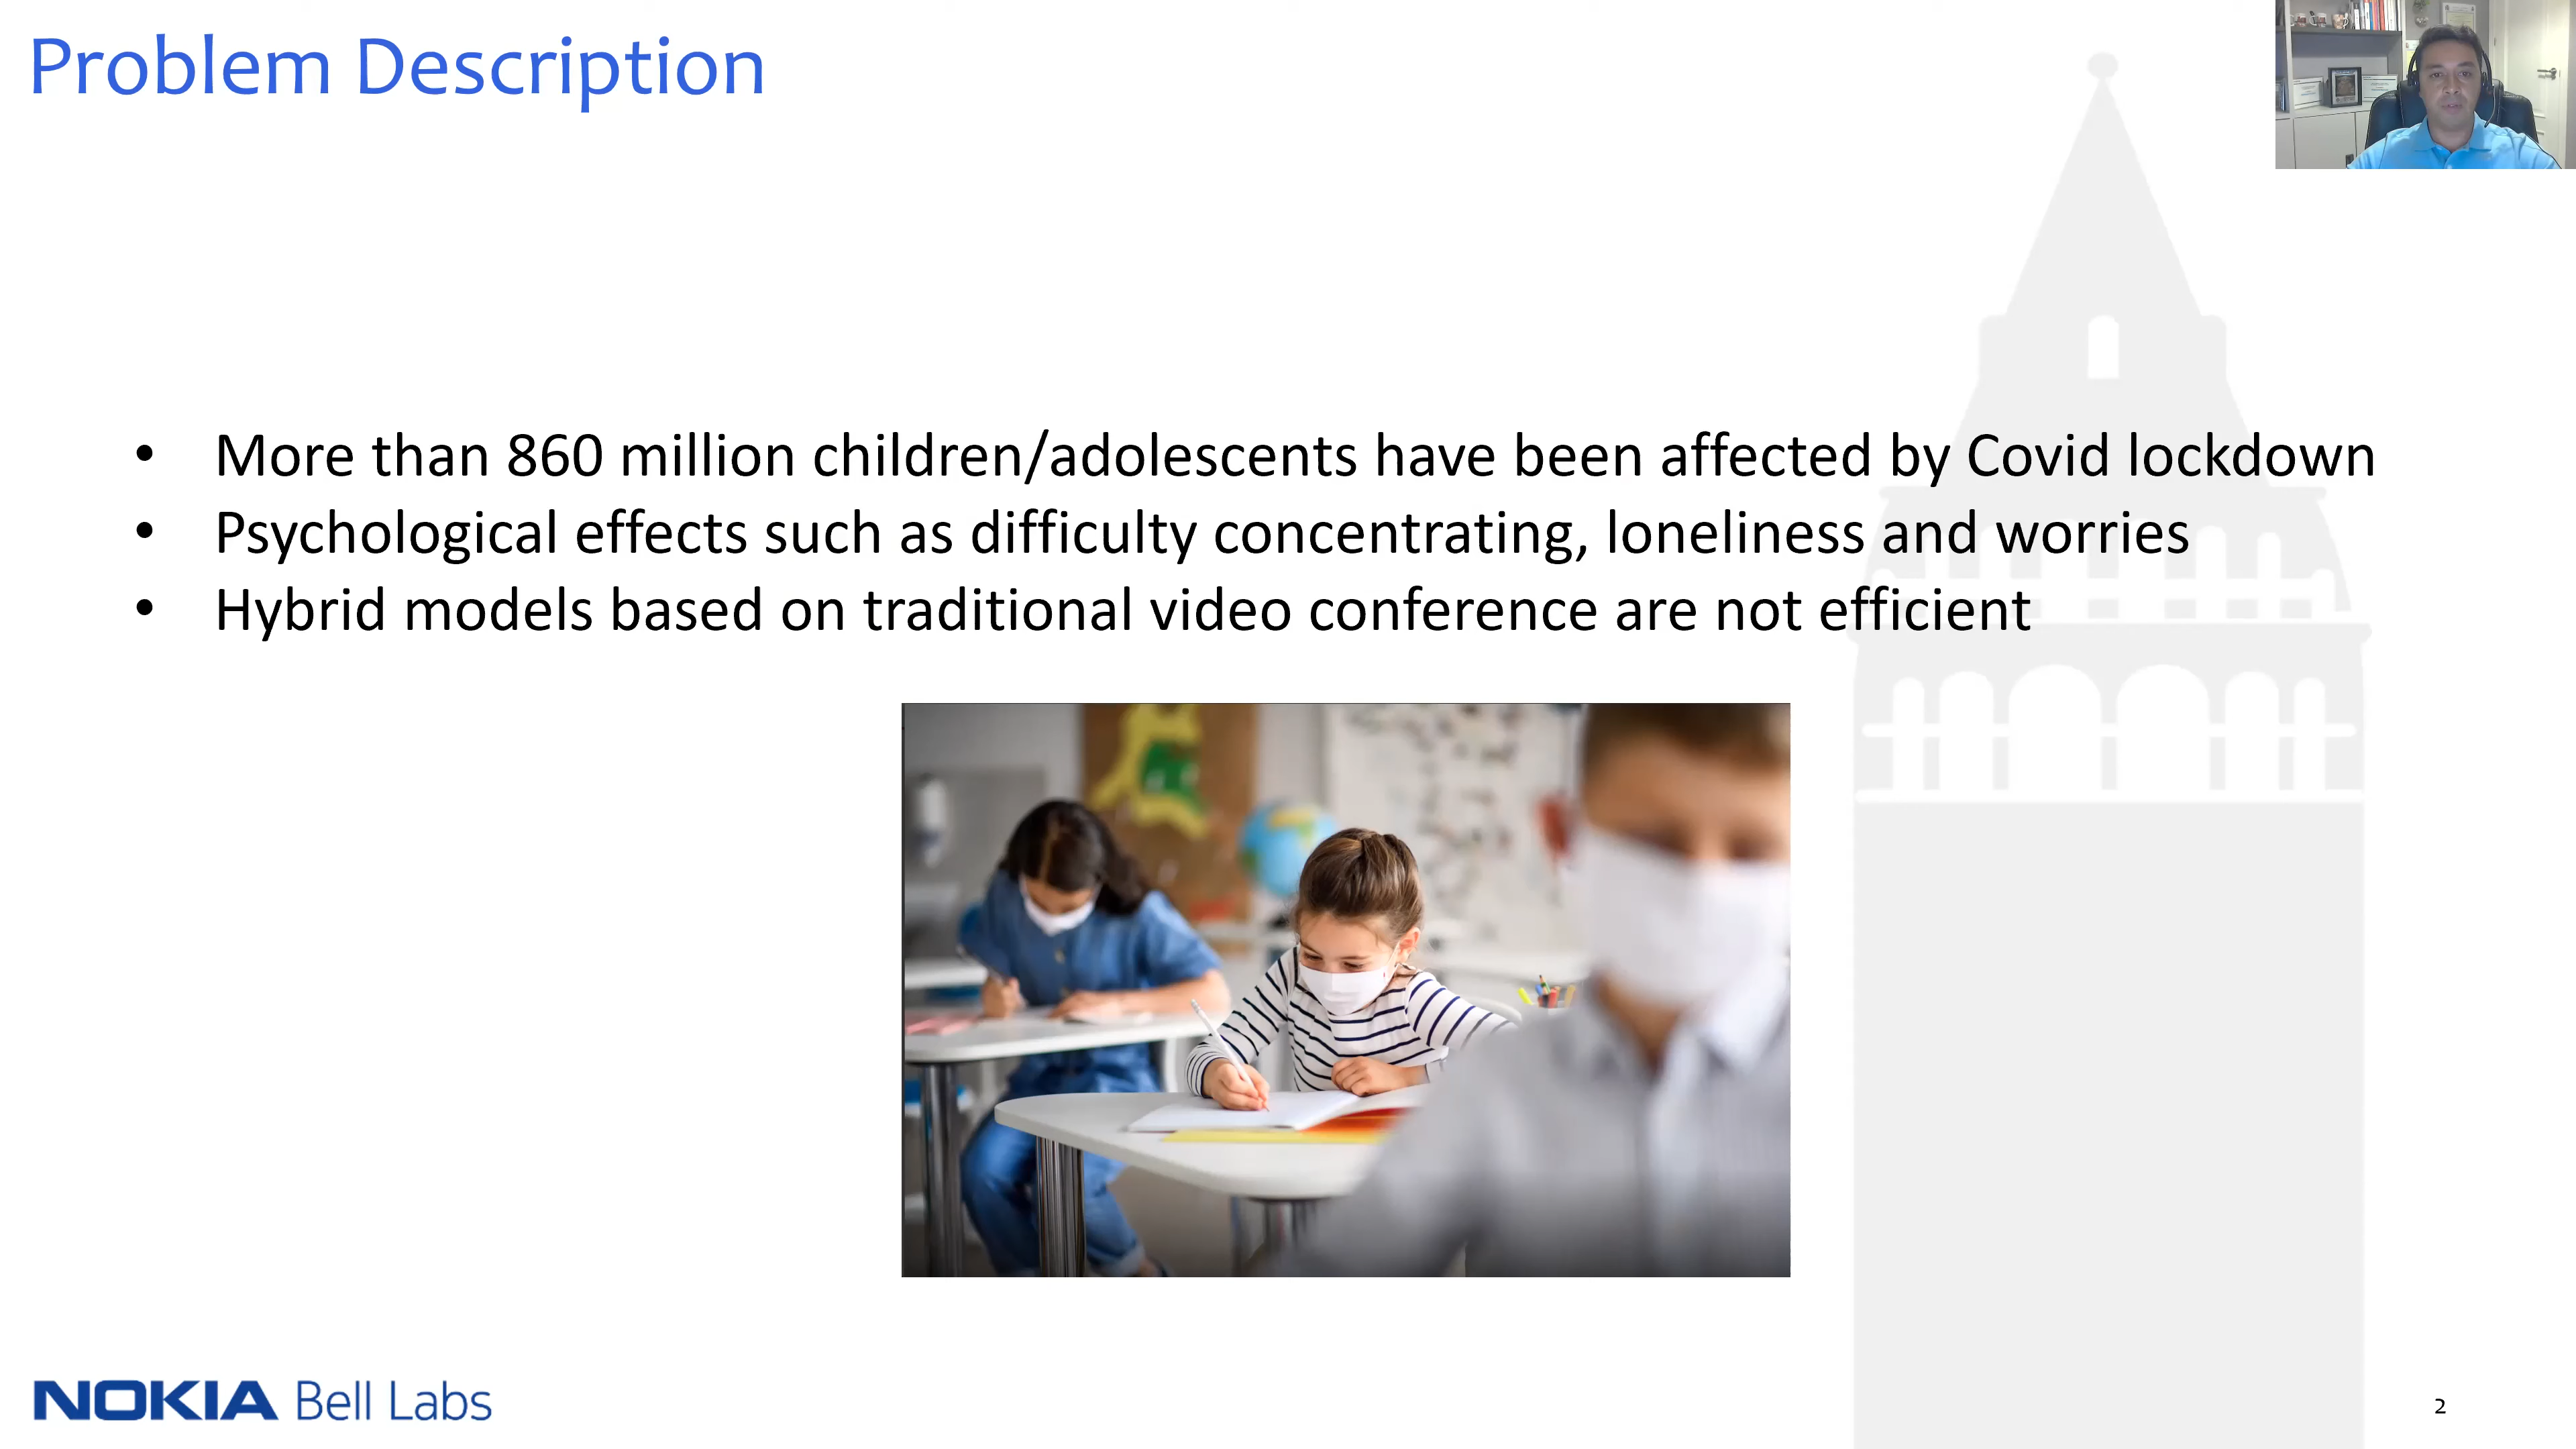 Problem Description
• More than 860 million children/adolescents have been affected by Covid lockdown
• Psychological effects such as difficulty concentrating, loneliness and worries
• Hybrid models based on traditional video conference are not efficient
NOKIA Bell Labs
2